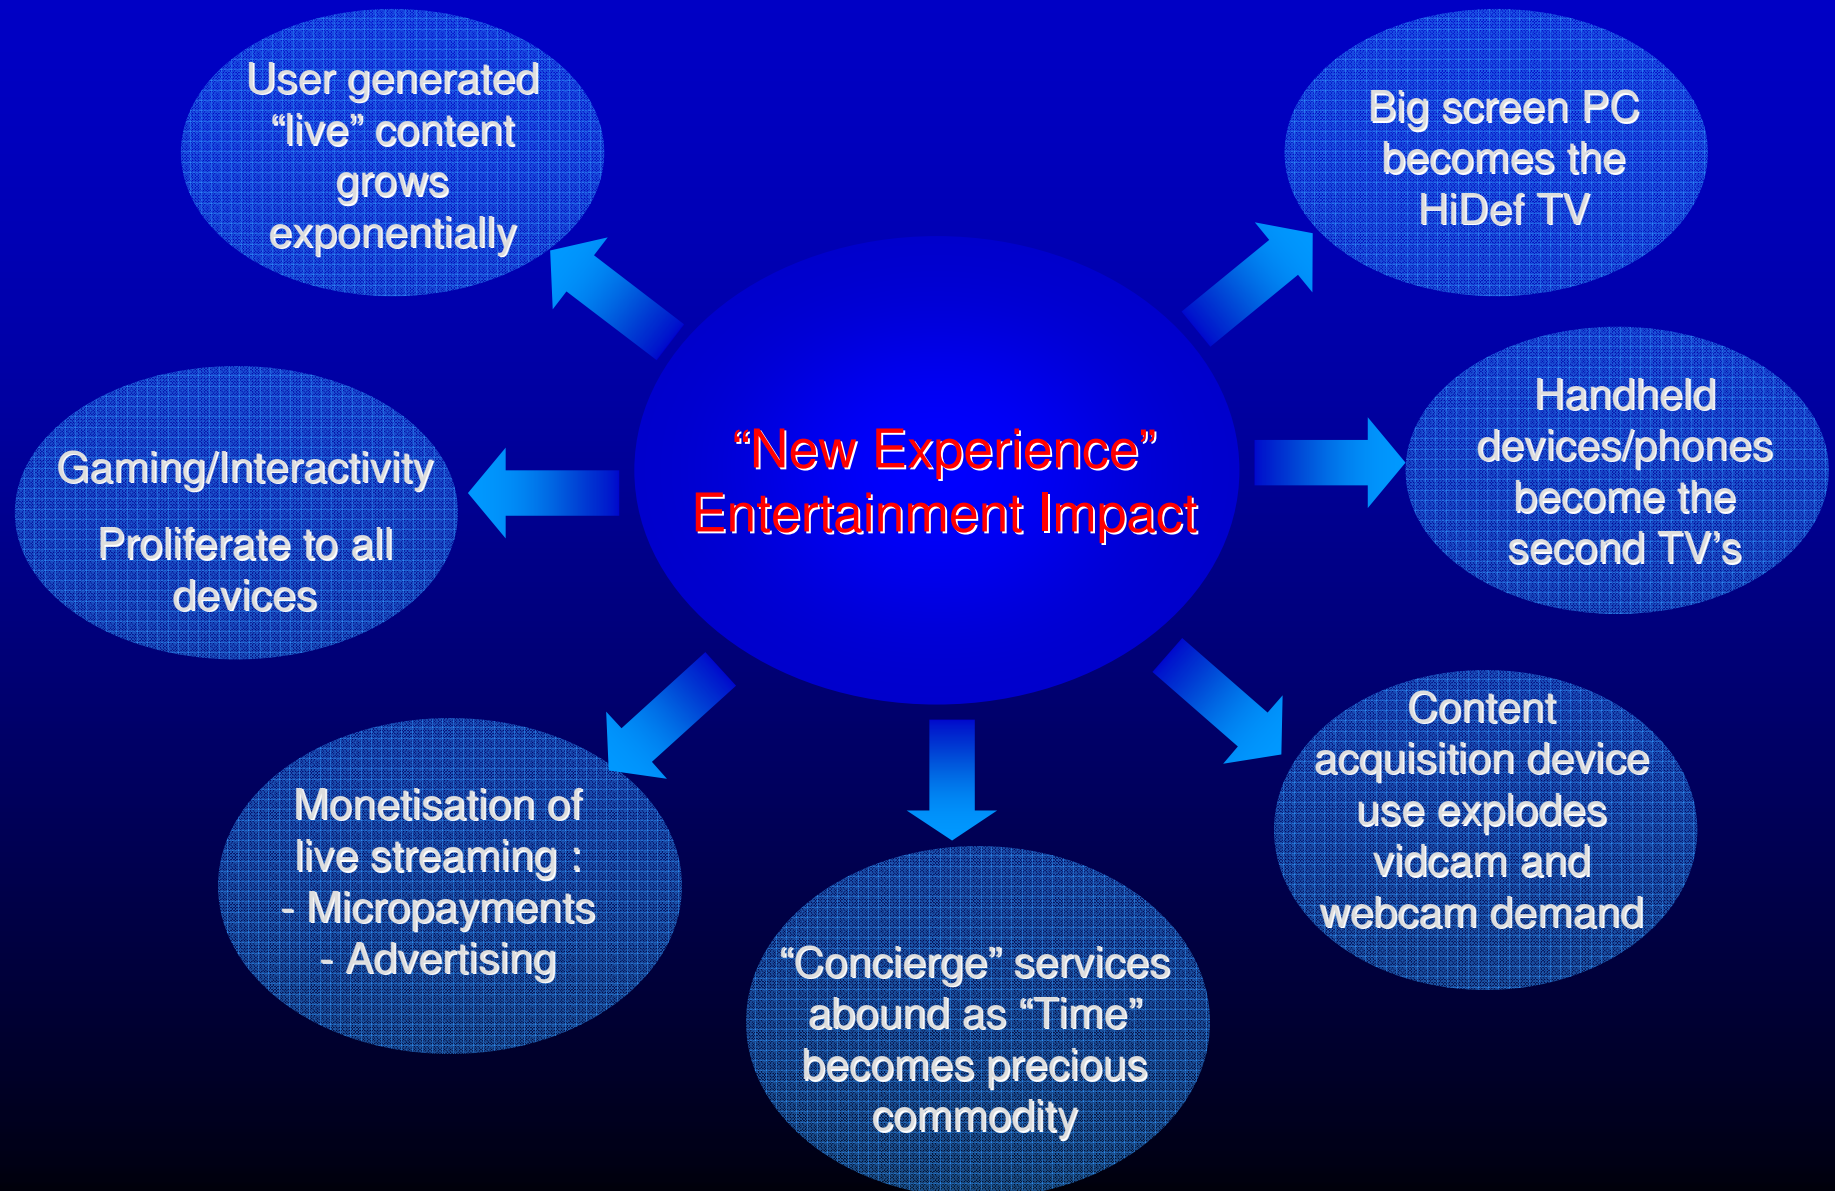 User generated
“live” content
grows
exponentially
Big screen PC
becomes the
HiDef TV
“New Experience”
Entertainment Impact
Gaming/Interactivity
Proliferate to all
devices
Handheld
devices/phones
become the
second TV’s
Monetisation of
live streaming :
- Micropayments
- Advertising
“Concierge” services
abound as “Time”
becomes precious
commodity
Content
acquisition device
use explodes
vidcam and
webcam demand